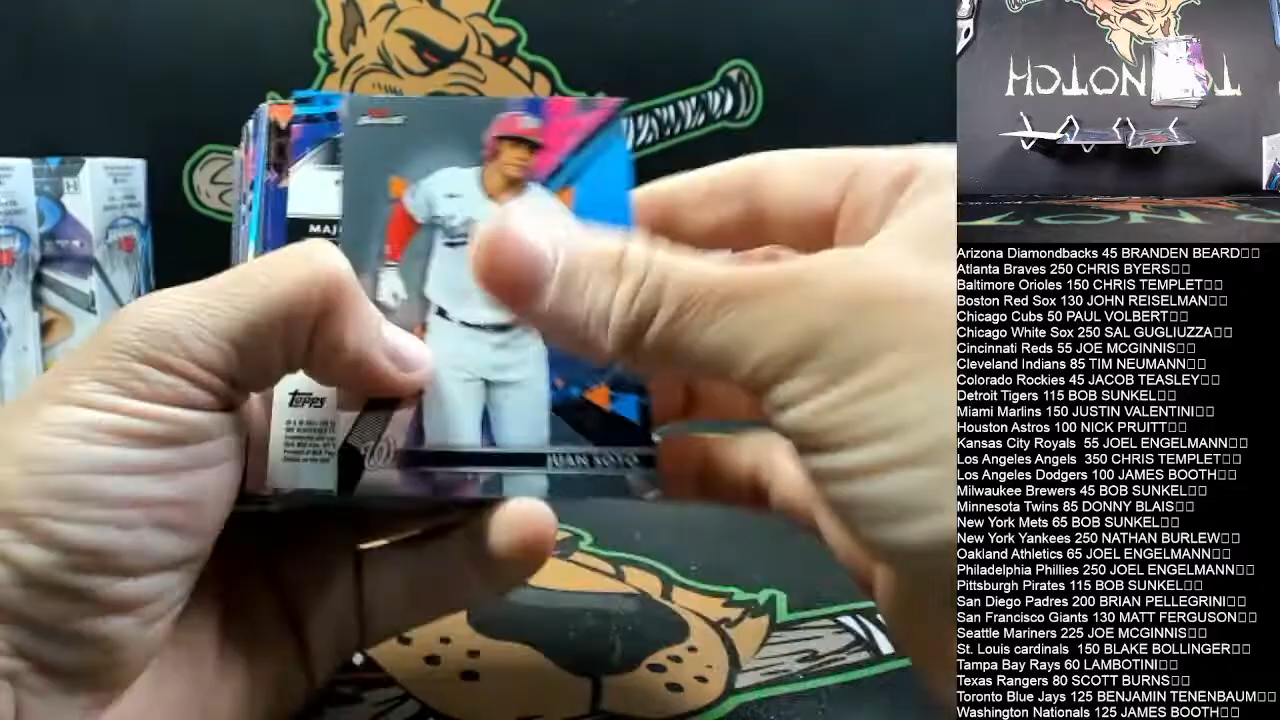 MAJ
topps
JUAN SOTO
HOTCH
Arizona Diamondbacks 45 BRANDEN BEARD
Atlanta Braves 250 CHRIS BYERS
Baltimore Orioles 150 CHRIS TEMPLET
Boston Red Sox 130 JOHN REISELMAN
Chicago Cubs 50 PAUL VOLBERT
Chicago White Sox 250 SAL GUGLIUZZA
Cincinnati Reds 55 JOE MCGINNIS
Cleveland Indians 85 TIM NEUMANN
Colorado Rockies 45 JACOB TEASLEY
Detroit Tigers 115 BOB SUNKEL
Miami Marlins 150 JUSTIN VALENTINI
Houston Astros 100 NICK PRUITT
Kansas City Royals 55 JOEL ENGELMANN
Los Angeles Angels 350 CHRIS TEMPLET
Los Angeles Dodgers 100 JAMES BOOTH
Milwaukee Brewers 45 BOB SUNKEL
Minnesota Twins 85 DONNY BLAIS
New York Mets 65 BOB SUNKEL
New York Yankees 250 NATHAN BURLEW
Oakland Athletics 65 JOEL ENGELMANN
Philadelphia Phillies 250 JOEL ENGELMANN
Pittsburgh Pirates 115 BOB SUNKEL
San Diego Padres 200 BRIAN PELLEGRINI
San Francisco Giants 130 MATT FERGUSON
Seattle Mariners 225 JOE MCGINNIS
St. Louis cardinals 150 BLAKE BOLLINGER
Tampa Bay Rays 60 LAMBOTINI
Texas Rangers 80 SCOTT BURNS
Toronto Blue Jays 125 BENJAMIN TENENBAUM
Washington Nationals 125 JAMES BOOTH